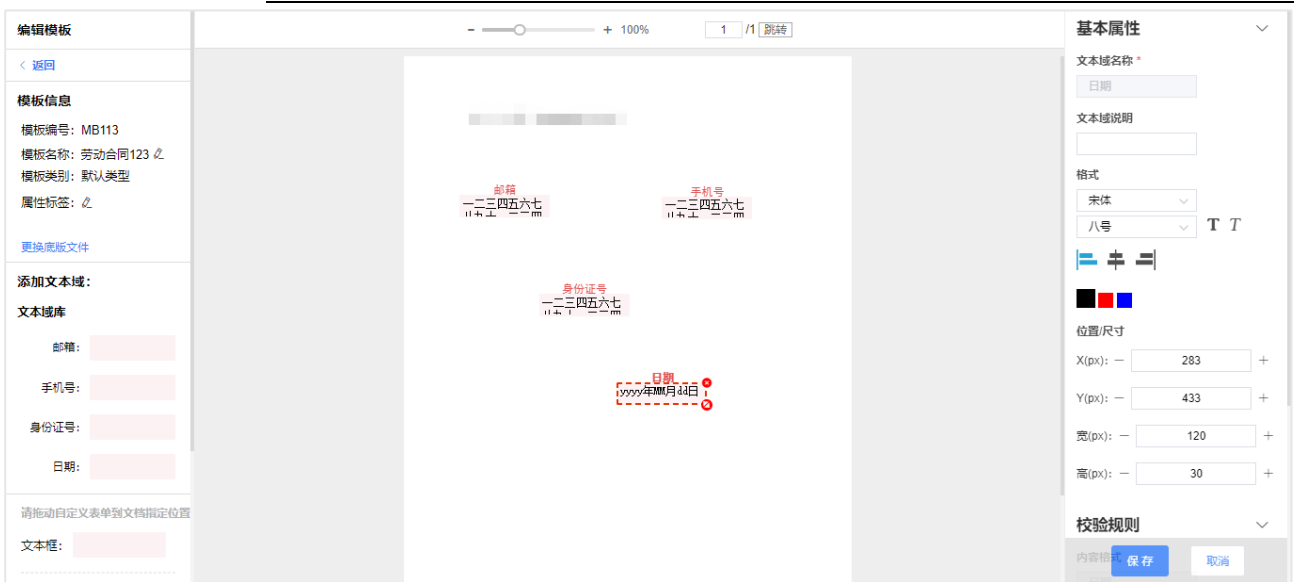 编辑模板
- + 100% 1 /1 跳转
< 返回
模板信息
模板编号：MB113
模板名称：劳动合同123
模板类别：默认类型
属性标签：
更换底版文件
添加文本域：
文本域库
邮箱：
手机号：
身份证号：
日期：
请拖动自定义表单到文档指定位置
文本框：
邮箱
一二三四五六七
手机号
一二三四五六七
身份证号
一二三四五六七
日期
yyyy年MM月dd日
基本属性
文本域名称 *
日期
文本域说明
格式
宋体
八号 T T
位置/尺寸
X(px)： － 283 +
Y(px)： － 433 +
宽(px)： － 120 +
高(px)： － 30 +
校验规则
内容格式
保存 取消